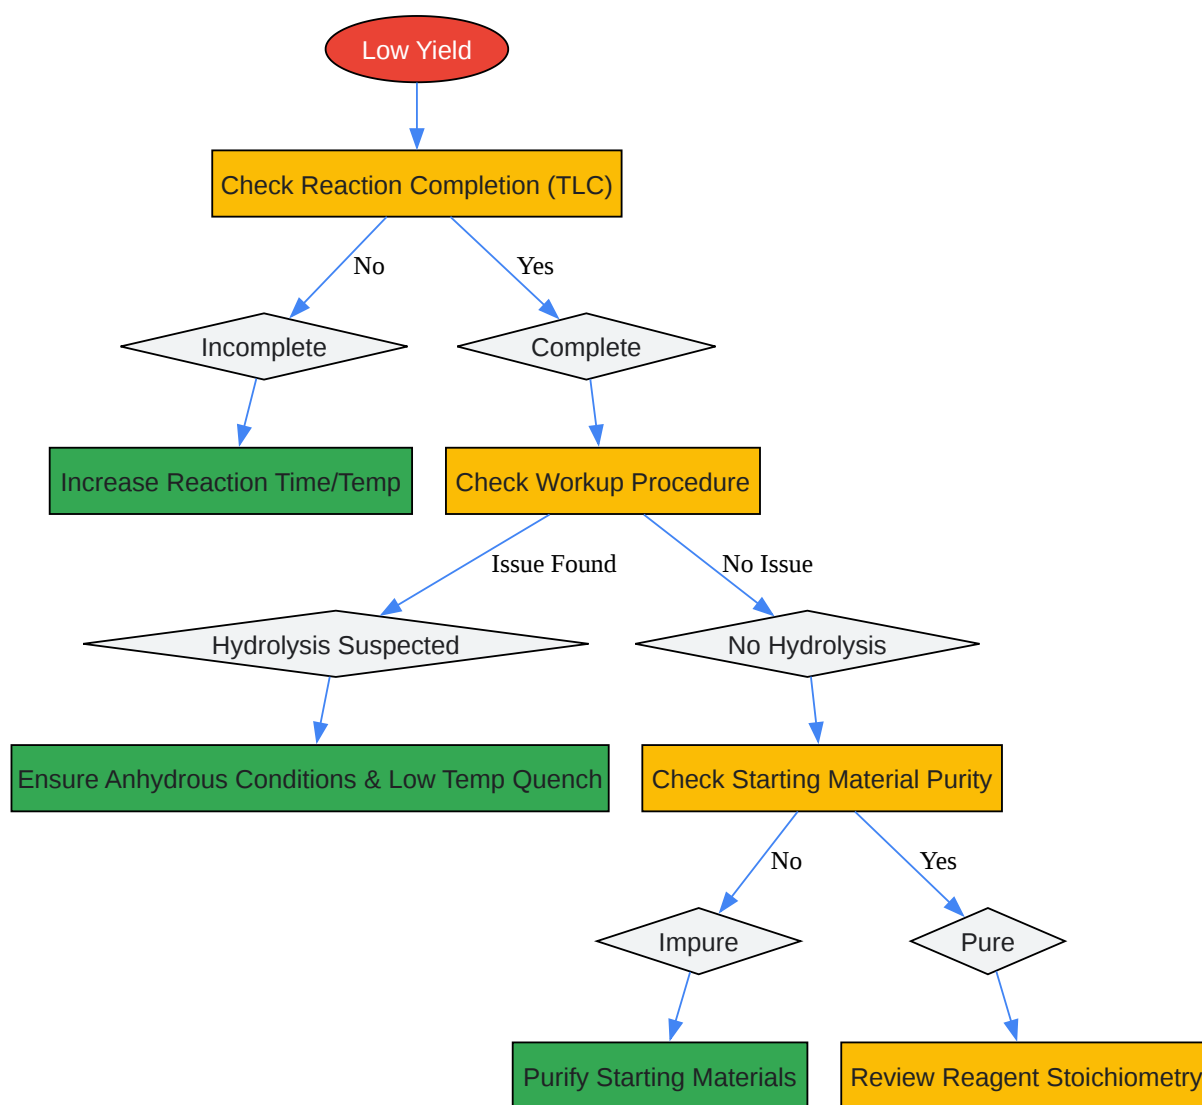 Low Yield
Check Reaction Completion (TLC)
No
Yes
Incomplete
Complete
Increase Reaction Time/Temp
Check Workup Procedure
Issue Found
No Issue
Hydrolysis Suspected
No Hydrolysis
Ensure Anhydrous Conditions & Low Temp Quench
Check Starting Material Purity
No
Yes
Impure
Pure
Purify Starting Materials
Review Reagent Stoichiometry